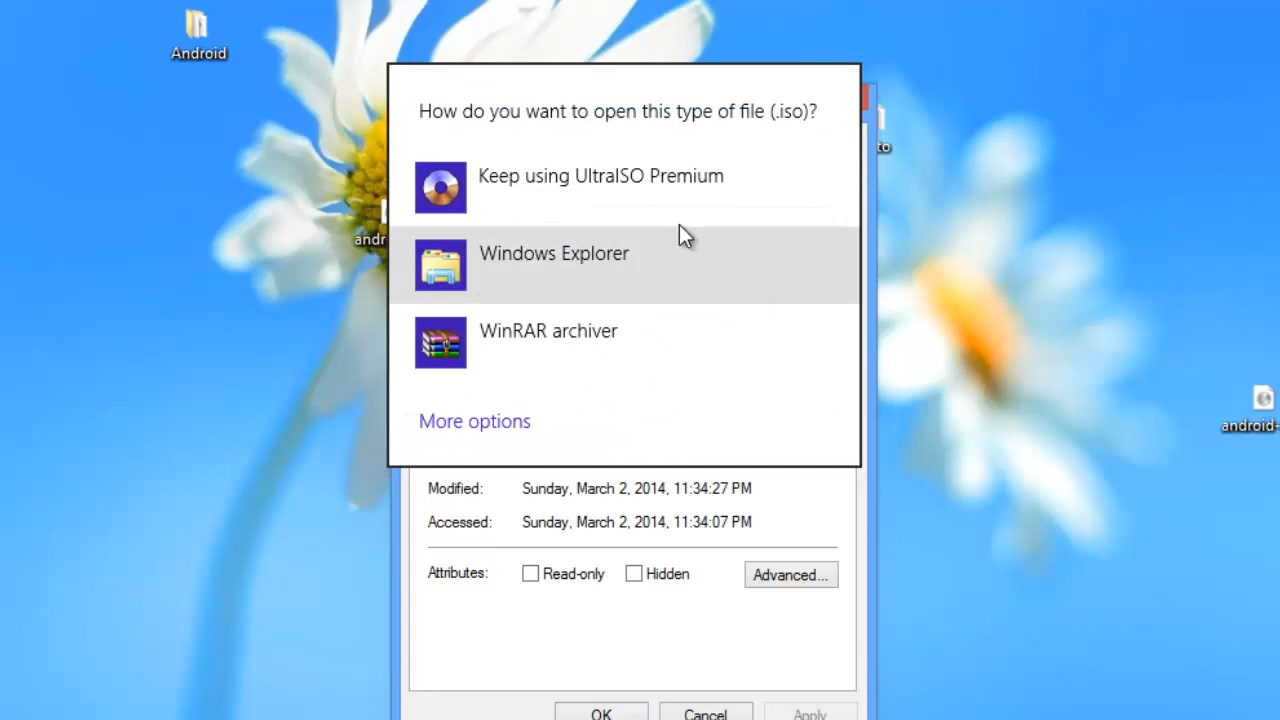 Android
How do you want to open this type of file (.iso)?
Keep using UltraISO Premium
to
andr
Windows Explorer
WinRAR archiver
More options
android-
Modified: Sunday, March 2, 2014, 11:34:27 PM
Accessed: Sunday, March 2, 2014, 11:34:07 PM
Attributes: Read-only Hidden Advanced...
OK Cancel Apply